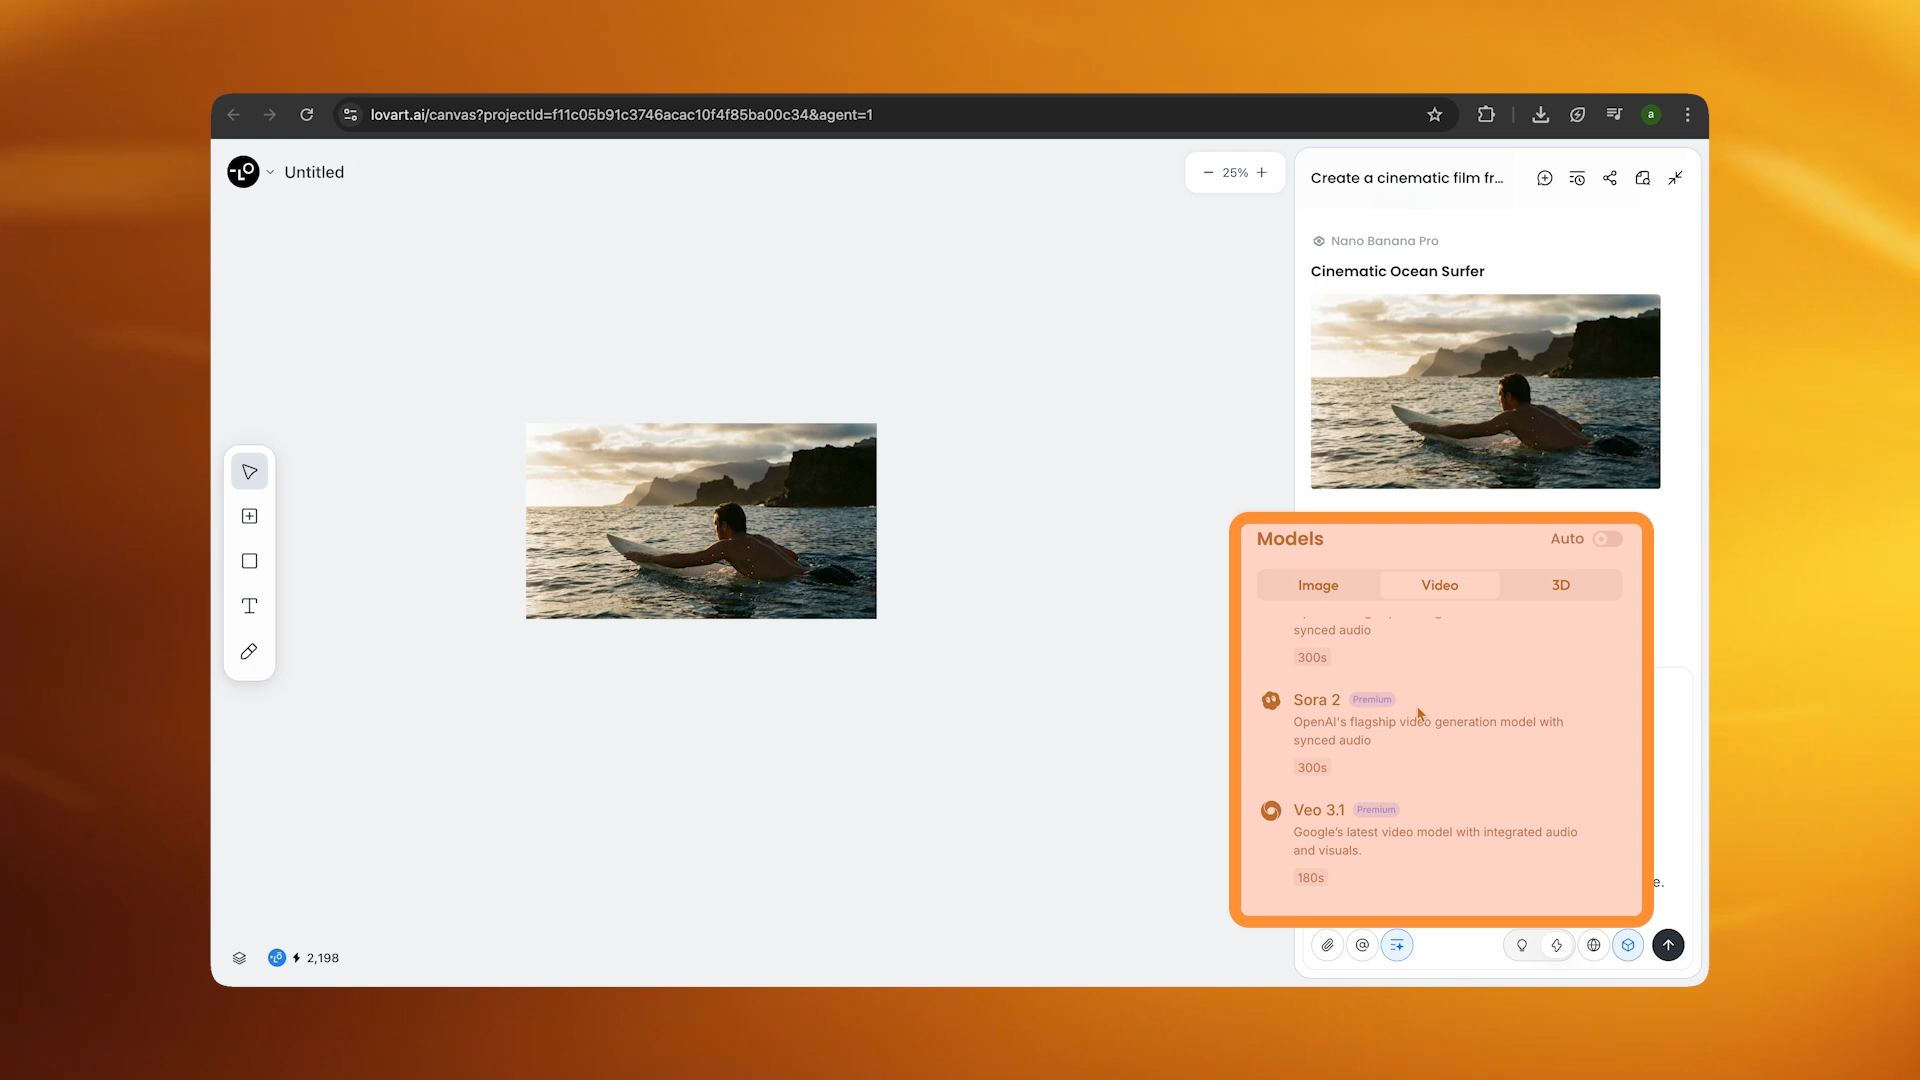 lovart.ai/canvas?projectId=f11c05b91c3746acac10f4f85ba00c34&agent=1
a
Untitled
25%
Create a cinematic film fr...
Nano Banana Pro
Cinematic Ocean Surfer
Models
Auto
Image
Video
3D
synced audio
300s
Sora 2 Premium
OpenAI's flagship video generation model with
synced audio
300s
Veo 3.1 Premium
Google's latest video model with integrated audio
and visuals.
180s
e.
2,198